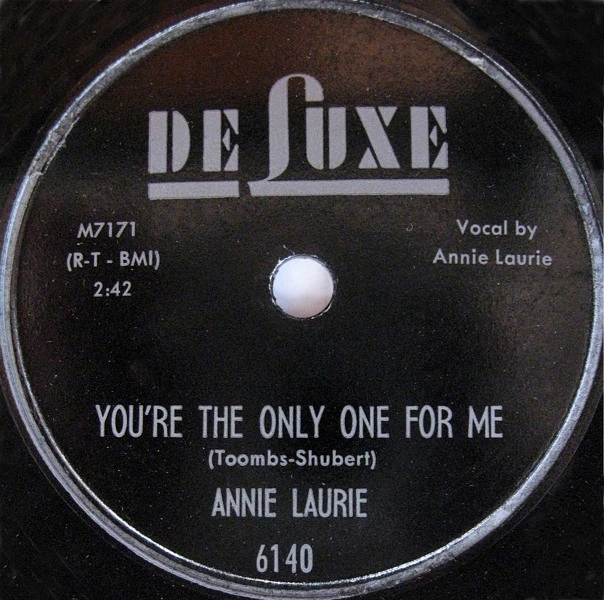 DE LUXE
M7171
(R-T - BMI)
2:42
Vocal by
Annie Laurie
YOU'RE THE ONLY ONE FOR ME
(Toombs-Shubert)
ANNIE LAURIE
6140